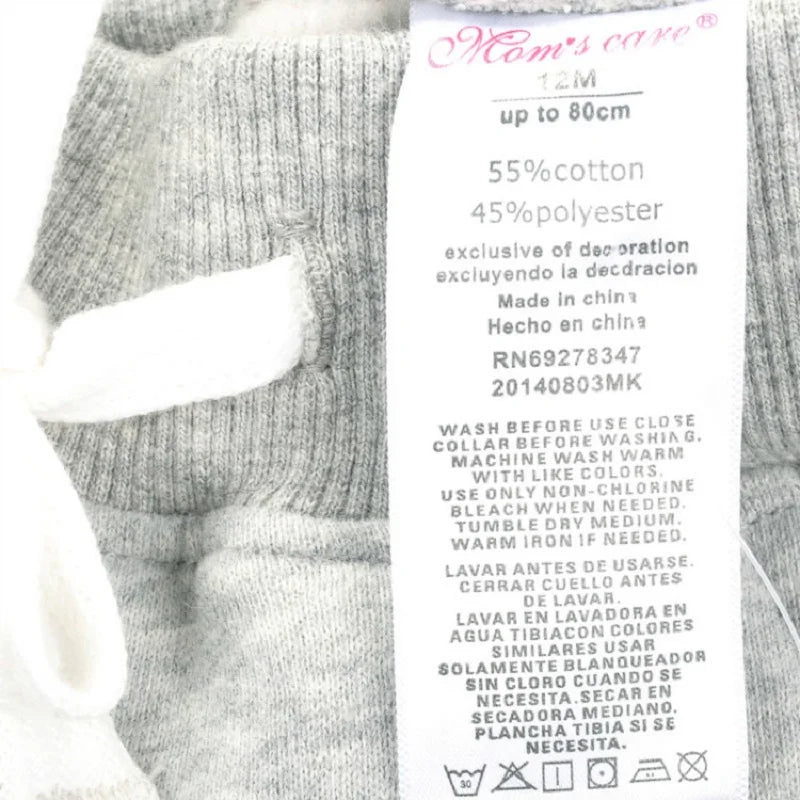 Mom's care®
12M
up to 80cm
55%cotton
45%polyester
exclusive of decoration
excluyendo la decdracion
Made in china
Hecho en china
RN69278347
20140803MK
WASH BEFORE USE CLOSE
COLLAR BEFORE WASHING.
MACHINE WASH WARM
WITH LIKE COLORS.
USE ONLY NON-CHLORINE
BLEACH WHEN NEEDED.
TUMBLE DRY MEDIUM.
WARM IRON IF NEEDED.
LAVAR ANTES DE USARSE.
CERRAR CUELLO ANTES
DE LAVAR.
LAVAR EN LAVADORA EN
AGUA TIBIACON COLORES
SIMILARES USAR
SOLAMENTE BLANQUEADOR
SIN CLORO CUANDO SE
NECESITA.SECAR EN
SECADORA MEDIANO.
PLANCHA TIBIA SI SE
NECESITA.
30